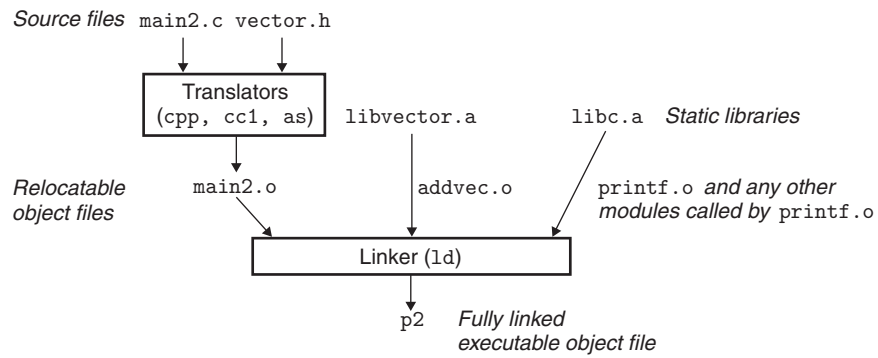 Source files main2.c vector.h
Translators
(cpp, cc1, as)
libvector.a
libc.a Static libraries
Relocatable
object files
main2.o
addvec.o
printf.o and any other
modules called by printf.o
Linker (ld)
p2
Fully linked
executable object file